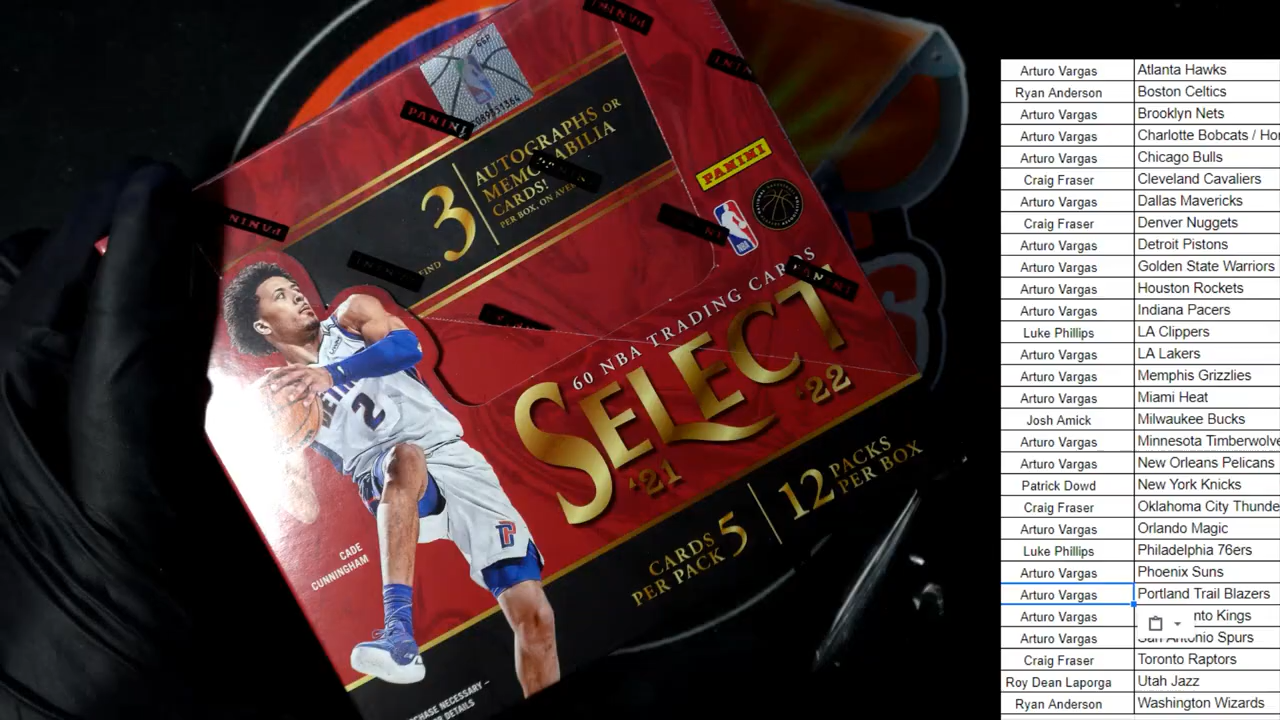 PANINI
3
AUTOGRAPHS OR
CARDS!
PER BOX, ON
FIND
PANINI
NBA
60 NBA TRADING CARDS
SELECT
'21 '22
12 PACKS
PER BOX
CARDS 5
PER PACK
CADE
CUNNINGHAM
2
CHASE NECESSARY –
R DETAILS
Arturo Vargas Atlanta Hawks
Ryan Anderson Boston Celtics
Arturo Vargas Brooklyn Nets
Arturo Vargas Charlotte Bobcats / Ho
Arturo Vargas Chicago Bulls
Craig Fraser Cleveland Cavaliers
Arturo Vargas Dallas Mavericks
Craig Fraser Denver Nuggets
Arturo Vargas Detroit Pistons
Arturo Vargas Golden State Warriors
Arturo Vargas Houston Rockets
Arturo Vargas Indiana Pacers
Luke Phillips LA Clippers
Arturo Vargas LA Lakers
Arturo Vargas Memphis Grizzlies
Arturo Vargas Miami Heat
Josh Amick Milwaukee Bucks
Arturo Vargas Minnesota Timberwolve
Arturo Vargas New Orleans Pelicans
Patrick Dowd New York Knicks
Craig Fraser Oklahoma City Thunde
Arturo Vargas Orlando Magic
Luke Phillips Philadelphia 76ers
Arturo Vargas Phoenix Suns
Arturo Vargas Portland Trail Blazers
Arturo Vargas nto Kings
Arturo Vargas San Antonio Spurs
Craig Fraser Toronto Raptors
Roy Dean Laporga Utah Jazz
Ryan Anderson Washington Wizards